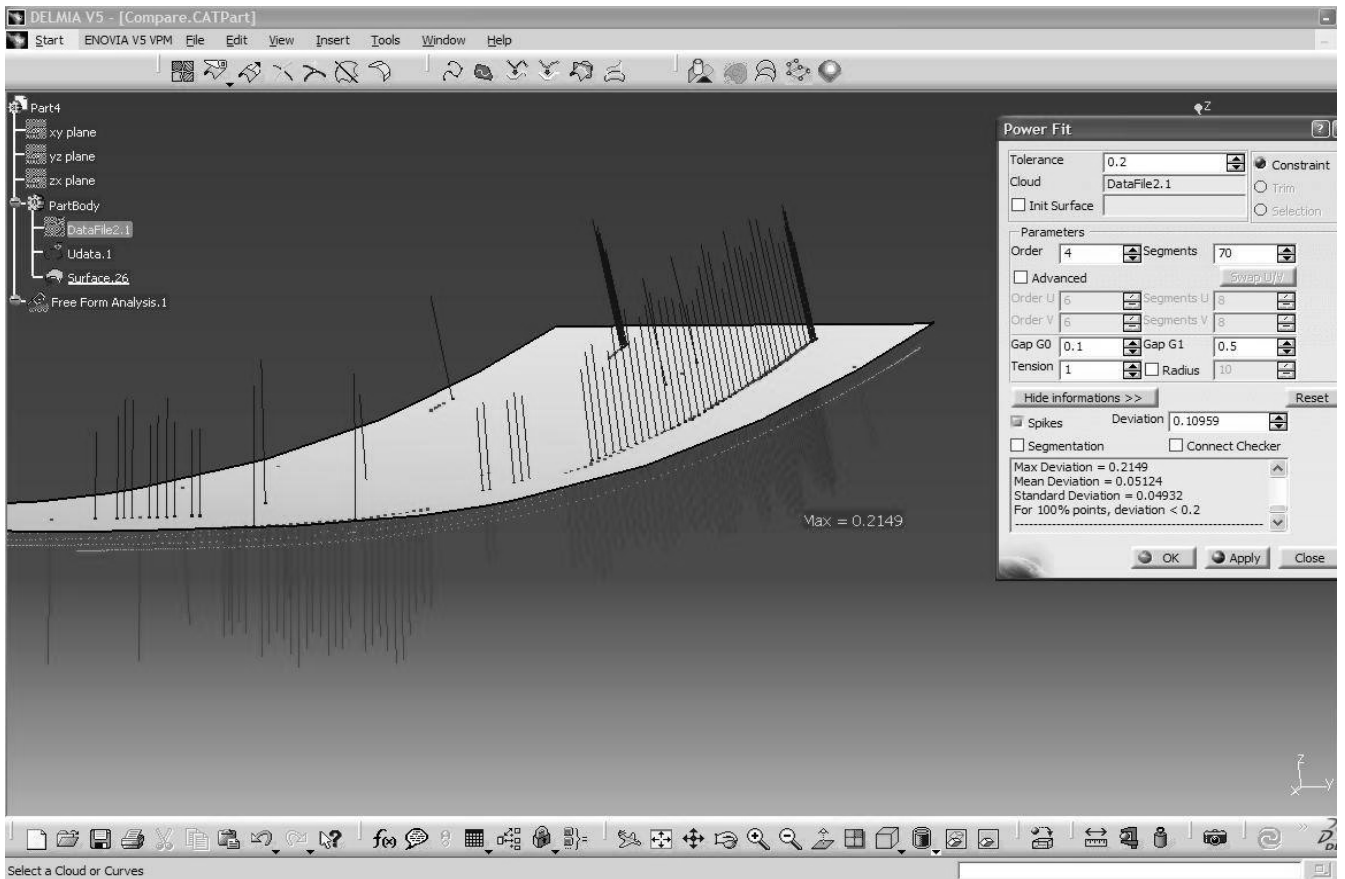 DELMIA V5 - [Compare.CATPart]
Start ENOVIA V5 VPM File Edit View Insert Tools Window Help
Part4
xy plane
yz plane
zx plane
PartBody
DataFile2.1
Udata.1
Surface.26
Free Form Analysis.1
z
Power Fit
Tolerance 0.2 Constraint
Cloud DataFile2.1 Trim
Init Surface Selection
Parameters
Order 4 Segments 70
Advanced Swap U/V
Order U 6 Segments U 8
Order V 6 Segments V 8
Gap G0 0.1 Gap G1 0.5
Tension 1 Radius 10
Hide informations >> Reset
Spikes Deviation 0.10959
Segmentation Connect Checker
Max Deviation = 0.2149
Mean Deviation = 0.05124
Standard Deviation = 0.04932
For 100% points, deviation < 0.2
-----------------------------------------------
OK Apply Close
Max = 0.2149
z
x y
f(x)
Select a Cloud or Curves